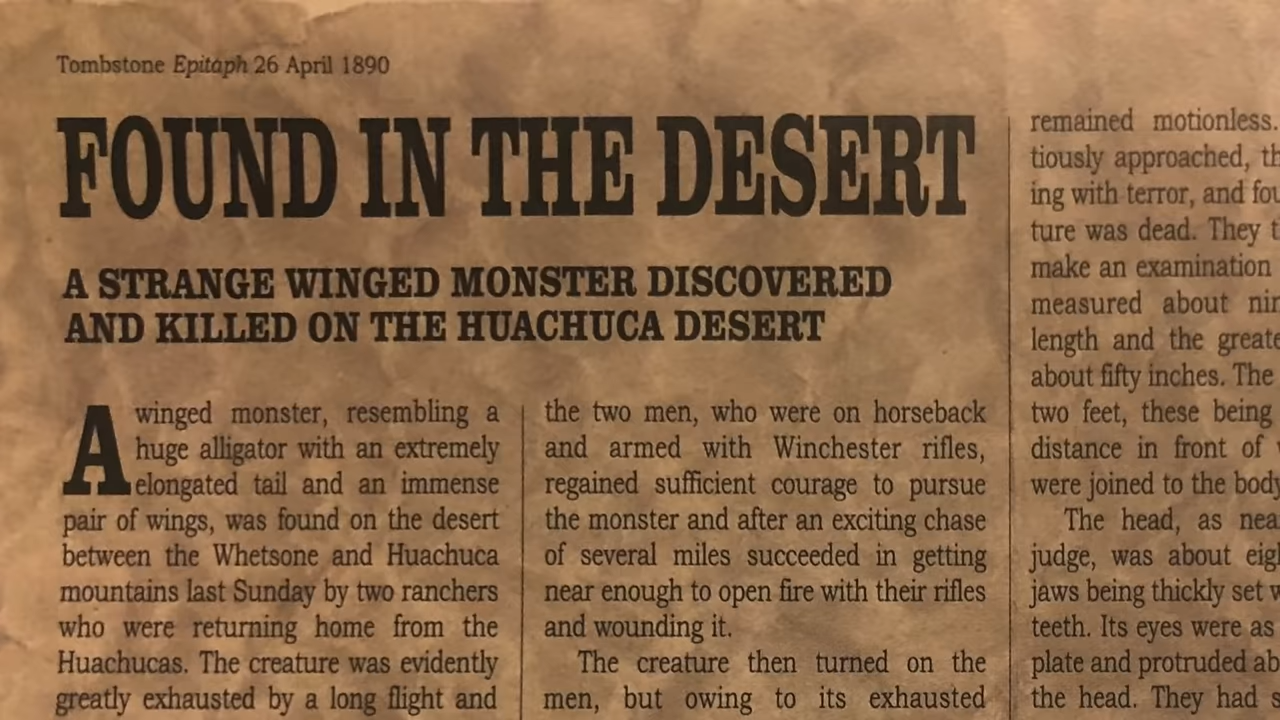 Tombstone Epitaph 26 April 1890
FOUND IN THE DESERT
A STRANGE WINGED MONSTER DISCOVERED
AND KILLED ON THE HUACHUCA DESERT
A winged monster, resembling a
huge alligator with an extremely
elongated tail and an immense
pair of wings, was found on the desert
between the Whetsone and Huachuca
mountains last Sunday by two ranchers
who were returning home from the
Huachucas. The creature was evidently
greatly exhausted by a long flight and
the two men, who were on horseback
and armed with Winchester rifles,
regained sufficient courage to pursue
the monster and after an exciting chase
of several miles succeeded in getting
near enough to open fire with their rifles
and wounding it.
The creature then turned on the
men, but owing to its exhausted
remained motionless.
tiously approached,
ing with terror, and
ture was dead. They
make an examination
measured about
length and the
about fifty inches. The
two feet, these being
distance in front of
were joined to the
The head, as
judge, was about
jaws being thickly set
teeth. Its eyes were as
plate and protruded
the head. They had